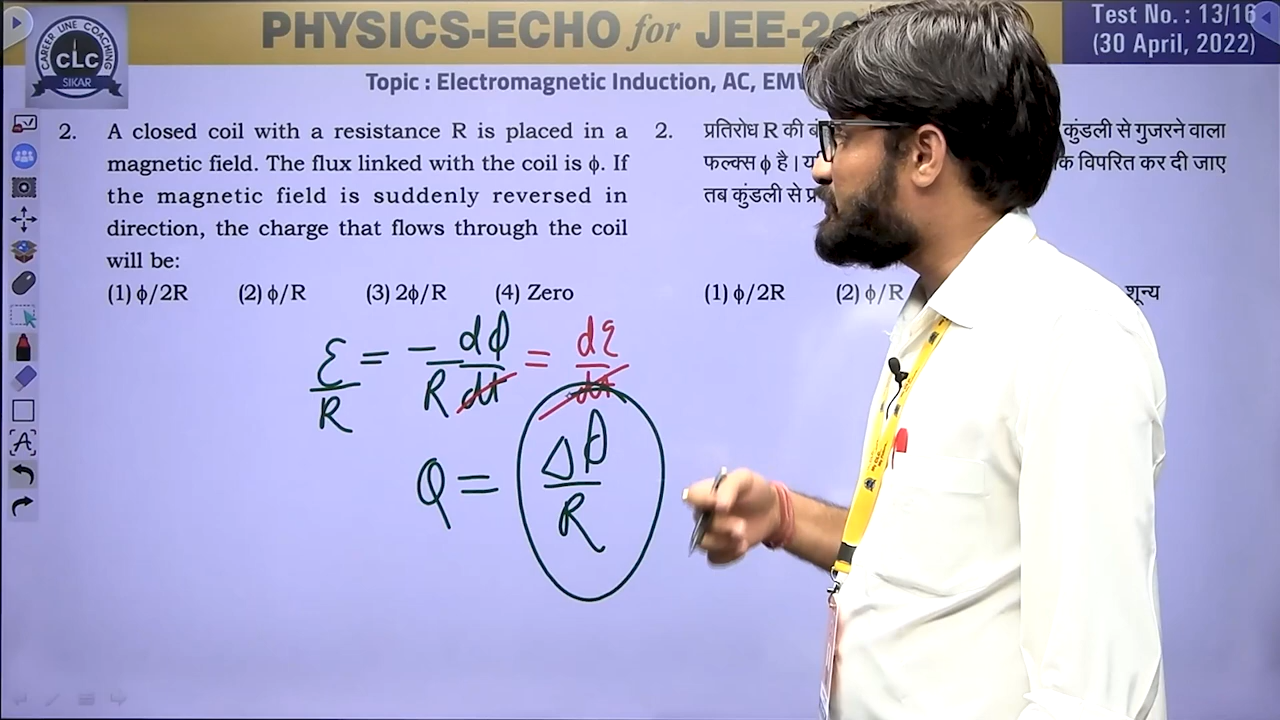 CAREER LINE COACHING
CLC
SIKAR
PHYSICS-ECHO for JEE-20
Test No. : 13/16
(30 April, 2022)
Topic : Electromagnetic Induction, AC, EMW
2. A closed coil with a resistance R is placed in a
magnetic field. The flux linked with the coil is ϕ. If
the magnetic field is suddenly reversed in
direction, the charge that flows through the coil
will be:
(1) ϕ/2R (2) ϕ/R (3) 2ϕ/R (4) Zero
2. प्रतिरोध R की कुंडली से गुजरने वाला
फल्क्स ϕ है। विपरित कर दी जाए
तब कुंडली से
(1) ϕ/2R (2) ϕ/R शून्य
ε/R = -dϕ/R dt = dq/dt
Q = Δϕ/R